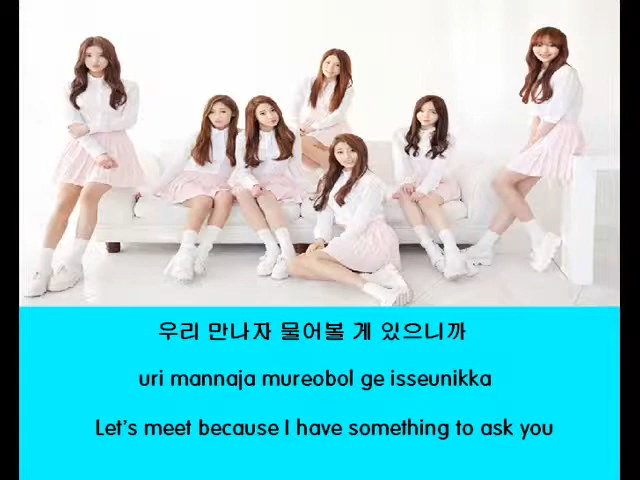 우리 만나자 물어볼 게 있으니까
uri mannaja mureobol ge isseunikka
Let's meet because I have something to ask you